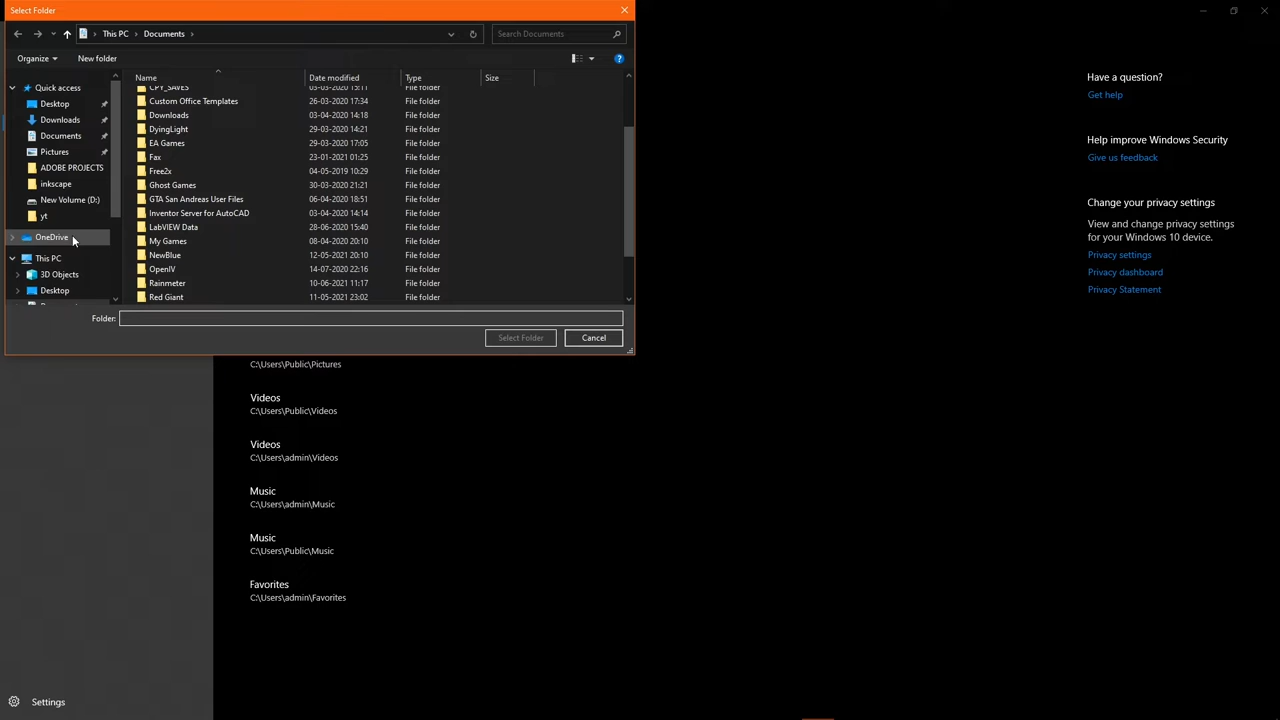 Select Folder
This PC Documents Search Documents
Organize New folder
Name Date modified Type Size
CPY_SAVES 03-03-2020 15:11 File folder
Custom Office Templates 26-03-2020 17:34 File folder
Downloads 03-04-2020 14:18 File folder
DyingLight 29-03-2020 14:21 File folder
EA Games 29-03-2020 17:05 File folder
Fax 23-01-2021 01:25 File folder
Free2x 04-05-2019 10:29 File folder
Ghost Games 30-03-2020 21:21 File folder
GTA San Andreas User Files 06-04-2020 18:51 File folder
Inventor Server for AutoCAD 03-04-2020 14:14 File folder
LabVIEW Data 28-06-2020 15:40 File folder
My Games 08-04-2020 20:10 File folder
NewBlue 12-05-2021 20:10 File folder
OpenIV 14-07-2020 22:16 File folder
Rainmeter 10-06-2021 11:17 File folder
Red Giant 11-05-2021 23:02 File folder
Quick access
Desktop
Downloads
Documents
Pictures
ADOBE PROJECTS
inkscape
New Volume (D:)
yt
OneDrive
This PC
3D Objects
Desktop
Folder:
Select Folder Cancel
C:\Users\Public\Pictures
Videos
C:\Users\Public\Videos
Videos
C:\Users\admin\Videos
Music
C:\Users\admin\Music
Music
C:\Users\Public\Music
Favorites
C:\Users\admin\Favorites
Settings
Have a question?
Get help
Help improve Windows Security
Give us feedback
Change your privacy settings
View and change privacy settings
for your Windows 10 device.
Privacy settings
Privacy dashboard
Privacy Statement